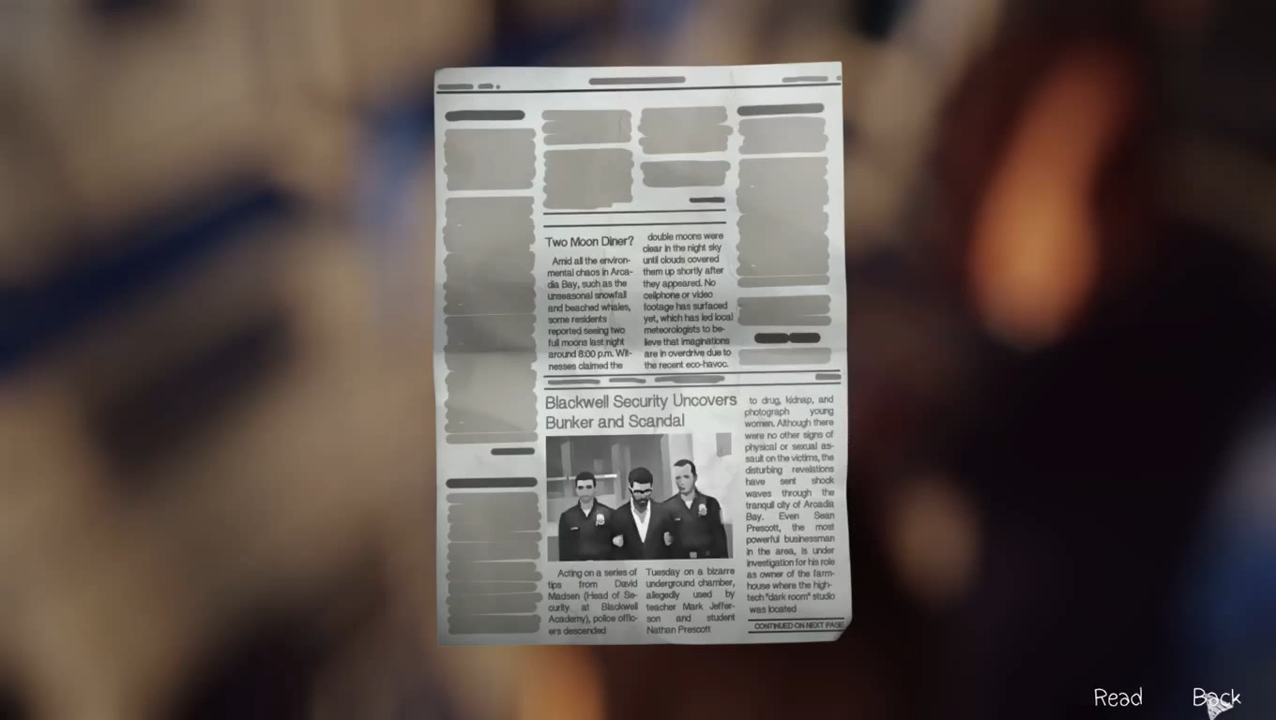 Two Moon Diner?
Amid all the environ-
mental chaos in Arca-
dia Bay, such as the
unseasonal snowfall
and beached whales,
some residents
reported seeing two
full moons last night
around 8:00 p.m. Wit-
nesses claimed the
double moons were
clear in the night sky
until clouds covered
them up shortly after
they appeared. No
cellphone or video
footage has surfaced
yet, which has led local
meteorologists to be-
lieve that imaginations
are in overdrive due to
the recent eco-havoc.
Blackwell Security Uncovers
Bunker and Scandal
Acting on a series of
tips from David
Madsen (Head of Se-
curity at Blackwell
Academy), police offic-
ers descended
Tuesday on a bizarre
underground chamber,
allegedly used by
teacher Mark Jeffer-
son and student
Nathan Prescott
to drug, kidnap, and
photograph young
women. Although there
were no other signs of
physical or sexual as-
sault on the victims, the
disturbing revelations
have sent shock
waves through the
tranquil city of Arcadia
Bay. Even Sean
Prescott, the most
powerful businessman
in the area, is under
investigation for his role
as owner of the farm-
house where the high-
tech "dark room" studio
was located
CONTINUED ON NEXT PAGE
Read
Back